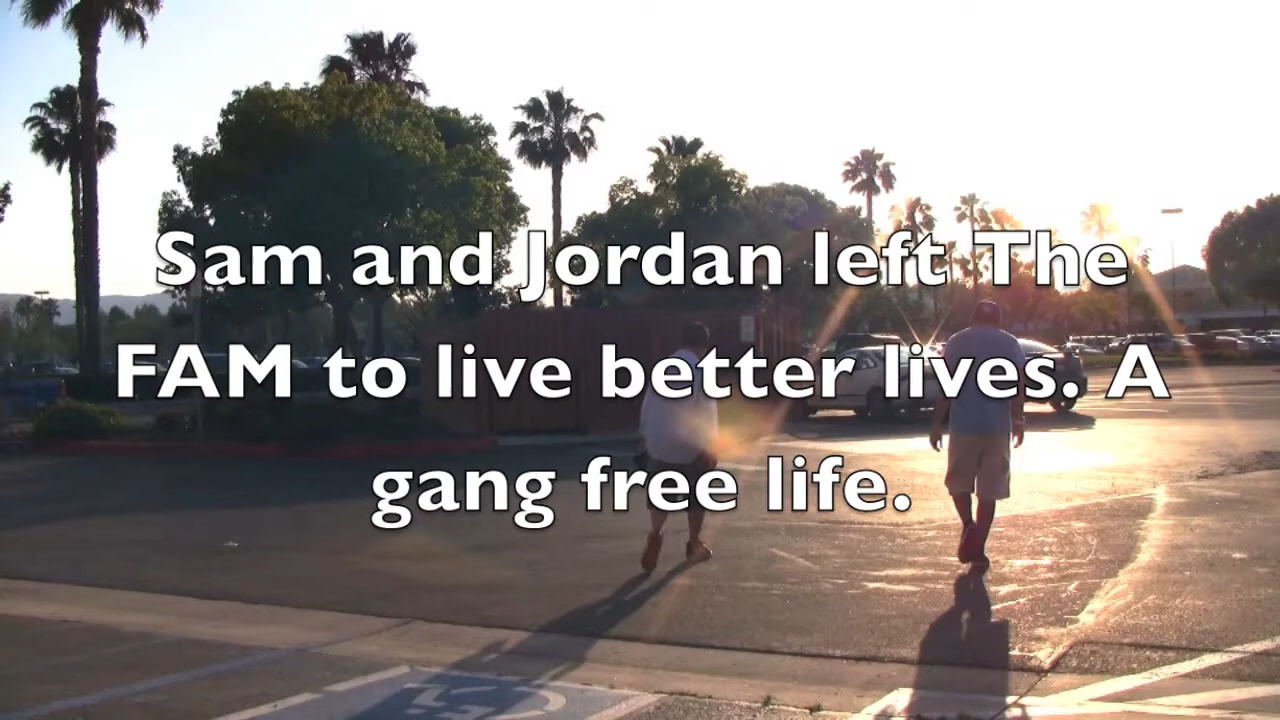 Sam and Jordan left The
FAM to live better lives. A
gang free life.